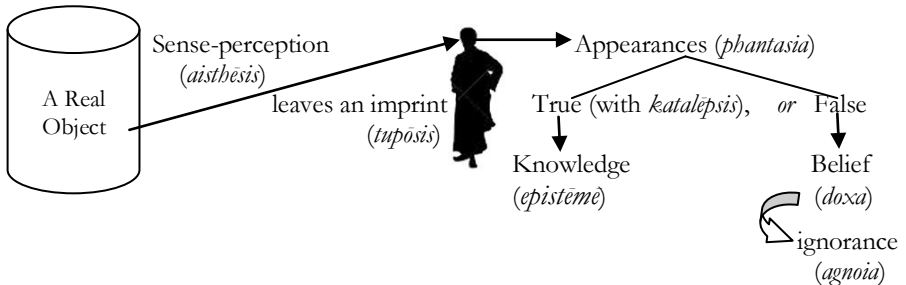 A Real
Object
Sense-perception
(aisthēsis)
leaves an imprint
(tupōsis)
Appearances (phantasia)
True (with katalēpsis), or False
Knowledge
(epistēmē)
Belief
(doxa)
ignorance
(agnoia)